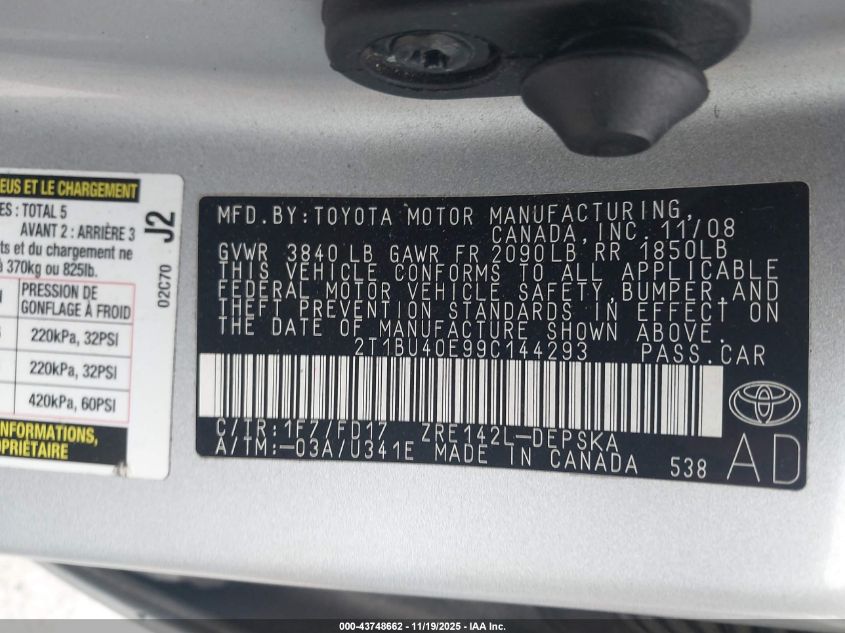 EUS ET LE CHARGEMENT
ES : TOTAL 5
AVANT 2 : ARRIÈRE 3
ts et du chargement ne
à 370kg ou 825lb.
PRESSION DE
GONFLAGE À FROID
220kPa, 32PSI
220kPa, 32PSI
420kPa, 60PSI
INFORMATIONS,
OPRIÉTAIRE
J2
02C70
MFD.BY:TOYOTA MOTOR MANUFACTURING,
CANADA, INC. 11/08
GVWR 3840 LB GAWR FR 2090LB RR 1850LB
THIS VEHICLE CONFORMS TO ALL APPLICABLE
FEDERAL MOTOR VEHICLE SAFETY,BUMPER,AND
THEFT PREVENTION STANDARDS IN EFFECT ON
THE DATE OF MANUFACTURE SHOWN ABOVE.
2T1BU40E99C144293 PASS.CAR
C/TR:1F7/FD17 ZRE142L-DEPSKA
A/TM:-03A/U341E MADE IN CANADA 538
TOYOTA
AD
000-43748662 - 11/19/2025 - IAA Inc.